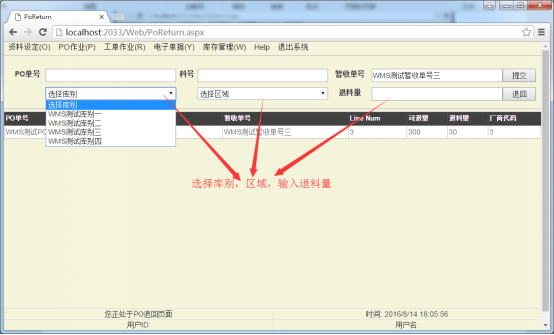 PoReturn
localhost:2033/Web/PoReturn.aspx
资料设定(O) PO作业(P) 工单作业(R) 电子单据(Y) 库存管理(W) Help 退出系统
PO单号 料号 暂收单号 WMS测试暂收单号三 提交
选择库别 选择区域 退料量 退回
选择库别
WMS测试库别一
WMS测试库别二
WMS测试库别三
WMS测试库别四
PO单号 暂收单号 Line Num 可退量 退料量 厂商代码
WMS测试PO WMS测试暂收单号三 3 300 30 3
选择库别，区域，输入退料量
您正处于PO退回页面 时间: 2016/8/14 18:05:56
用户ID: 用户名: